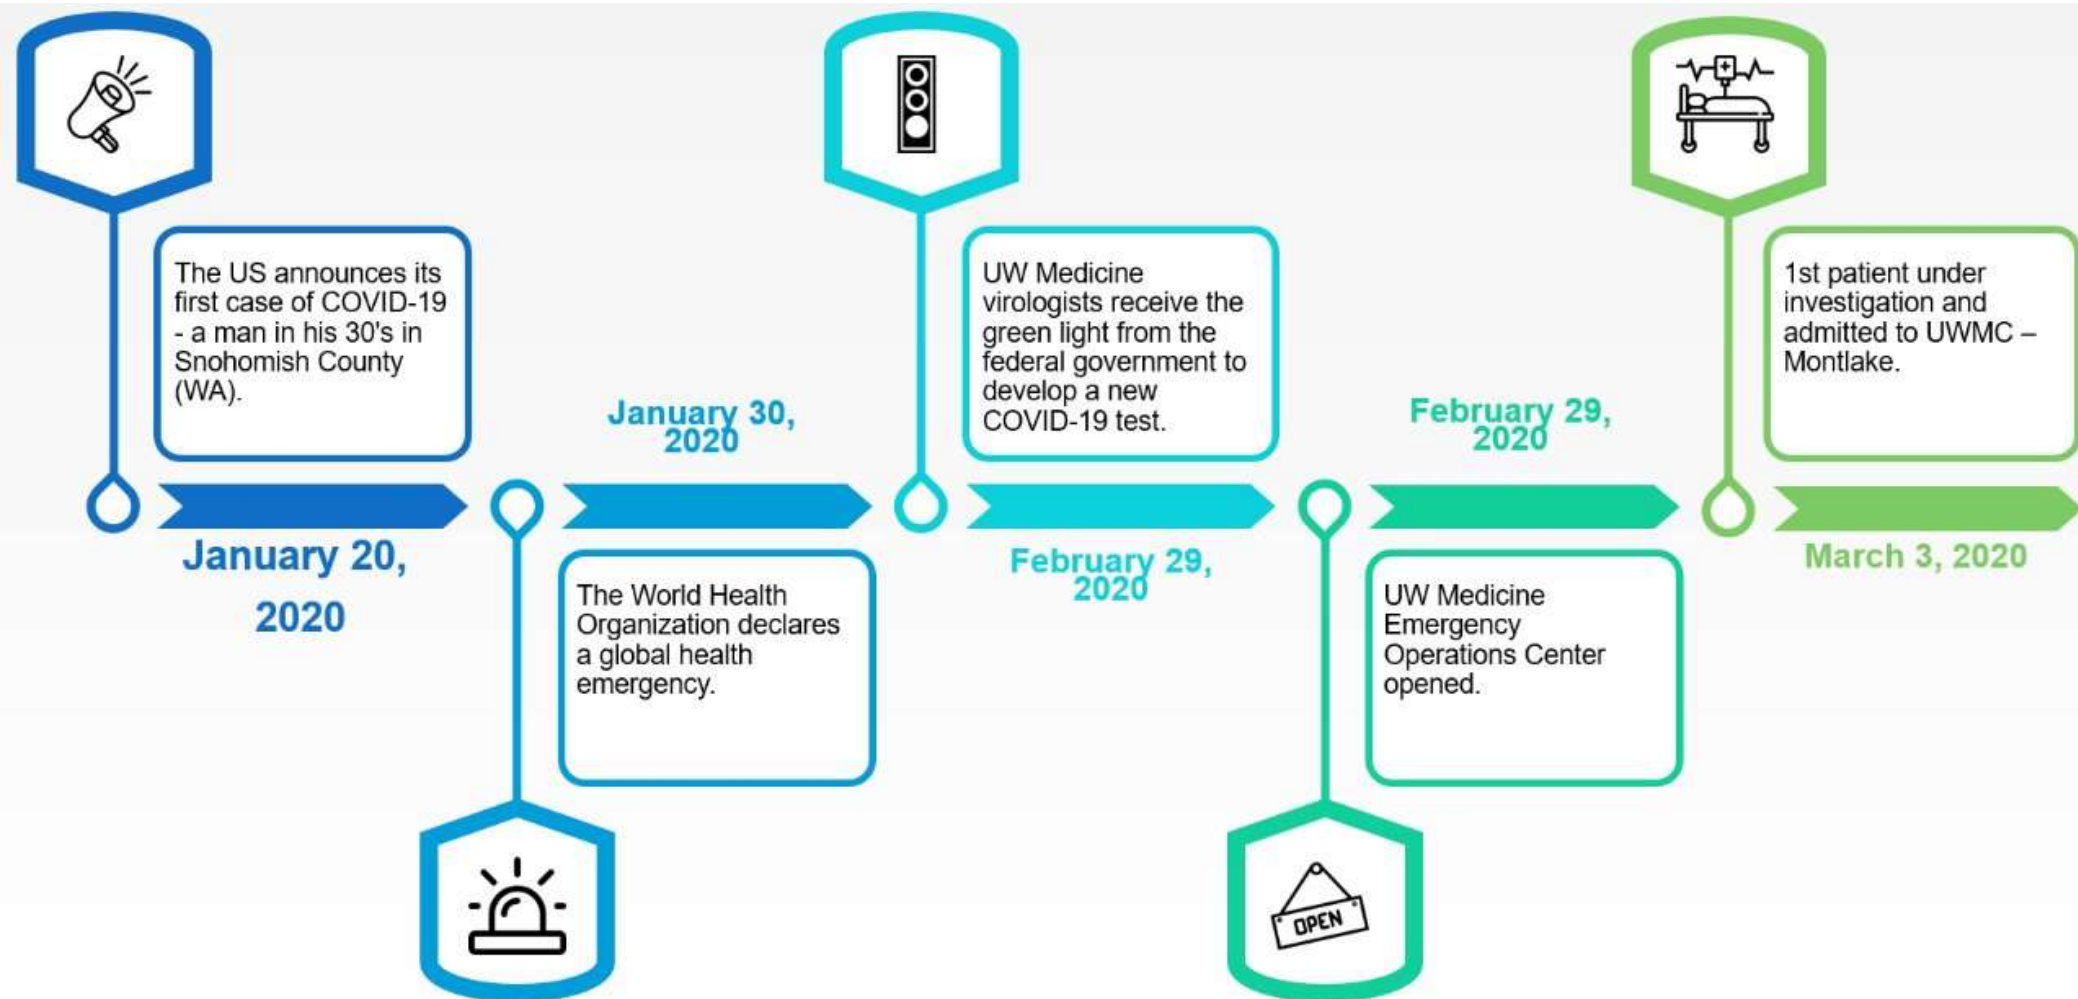 The US announces its
first case of COVID-19
- a man in his 30's in
Snohomish County
(WA).
January 20,
2020
January 30,
2020
The World Health
Organization declares
a global health
emergency.
UW Medicine
virologists receive the
green light from the
federal government to
develop a new
COVID-19 test.
February 29,
2020
February 29,
2020
UW Medicine
Emergency
Operations Center
opened.
OPEN
1st patient under
investigation and
admitted to UWMC –
Montlake.
March 3, 2020